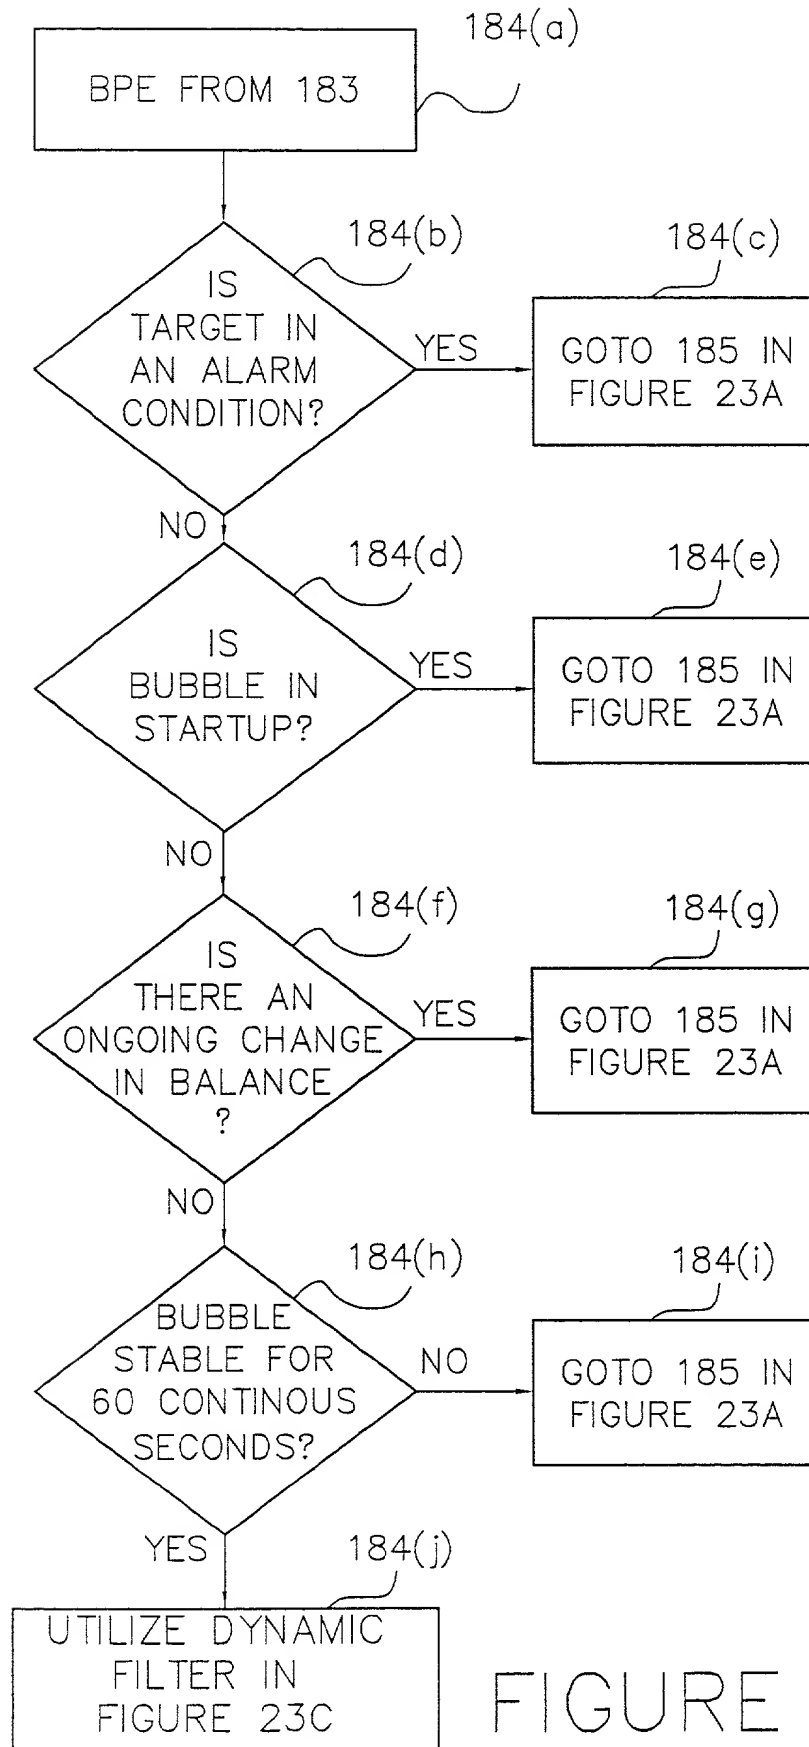 184(a)
BPE FROM 183
184(b)
IS
TARGET IN
AN ALARM
CONDITION?
YES
184(c)
GOTO 185 IN
FIGURE 23A
NO
184(d)
IS
BUBBLE IN
STARTUP?
YES
184(e)
GOTO 185 IN
FIGURE 23A
NO
184(f)
IS
THERE AN
ONGOING CHANGE
IN BALANCE
?
YES
184(g)
GOTO 185 IN
FIGURE 23A
NO
184(h)
BUBBLE
STABLE FOR
60 CONTINOUS
SECONDS?
NO
184(i)
GOTO 185 IN
FIGURE 23A
YES
184(j)
UTILIZE DYNAMIC
FILTER IN
FIGURE 23C
FIGURE